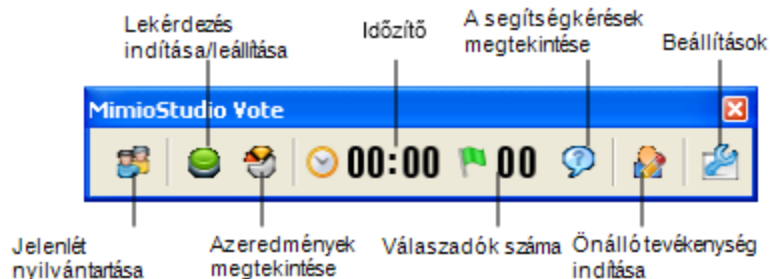 Lekérdezés
indítása/leállítása
Időzítő
A segítségkérések
megtekintése
Beállítások
MimioStudio Vote
00:00
00
Jelenlét
nyilvántartása
Azeredmények
megtekintése
Válaszadók száma
Önálló tevékenység
indítása